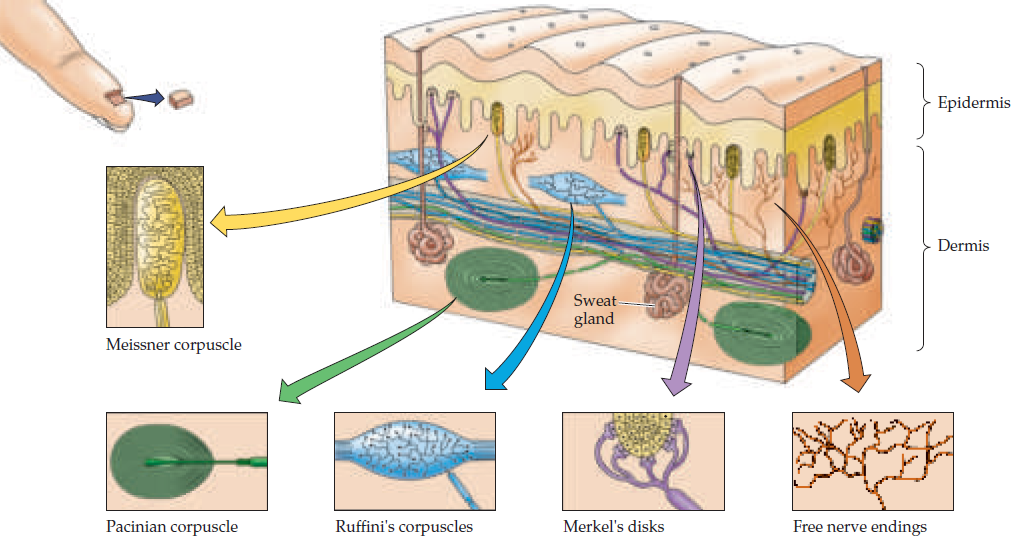 Epidermis
Dermis
Sweat
gland
Meissner corpuscle
Pacinian corpuscle
Ruffini's corpuscles
Merkel's disks
Free nerve endings